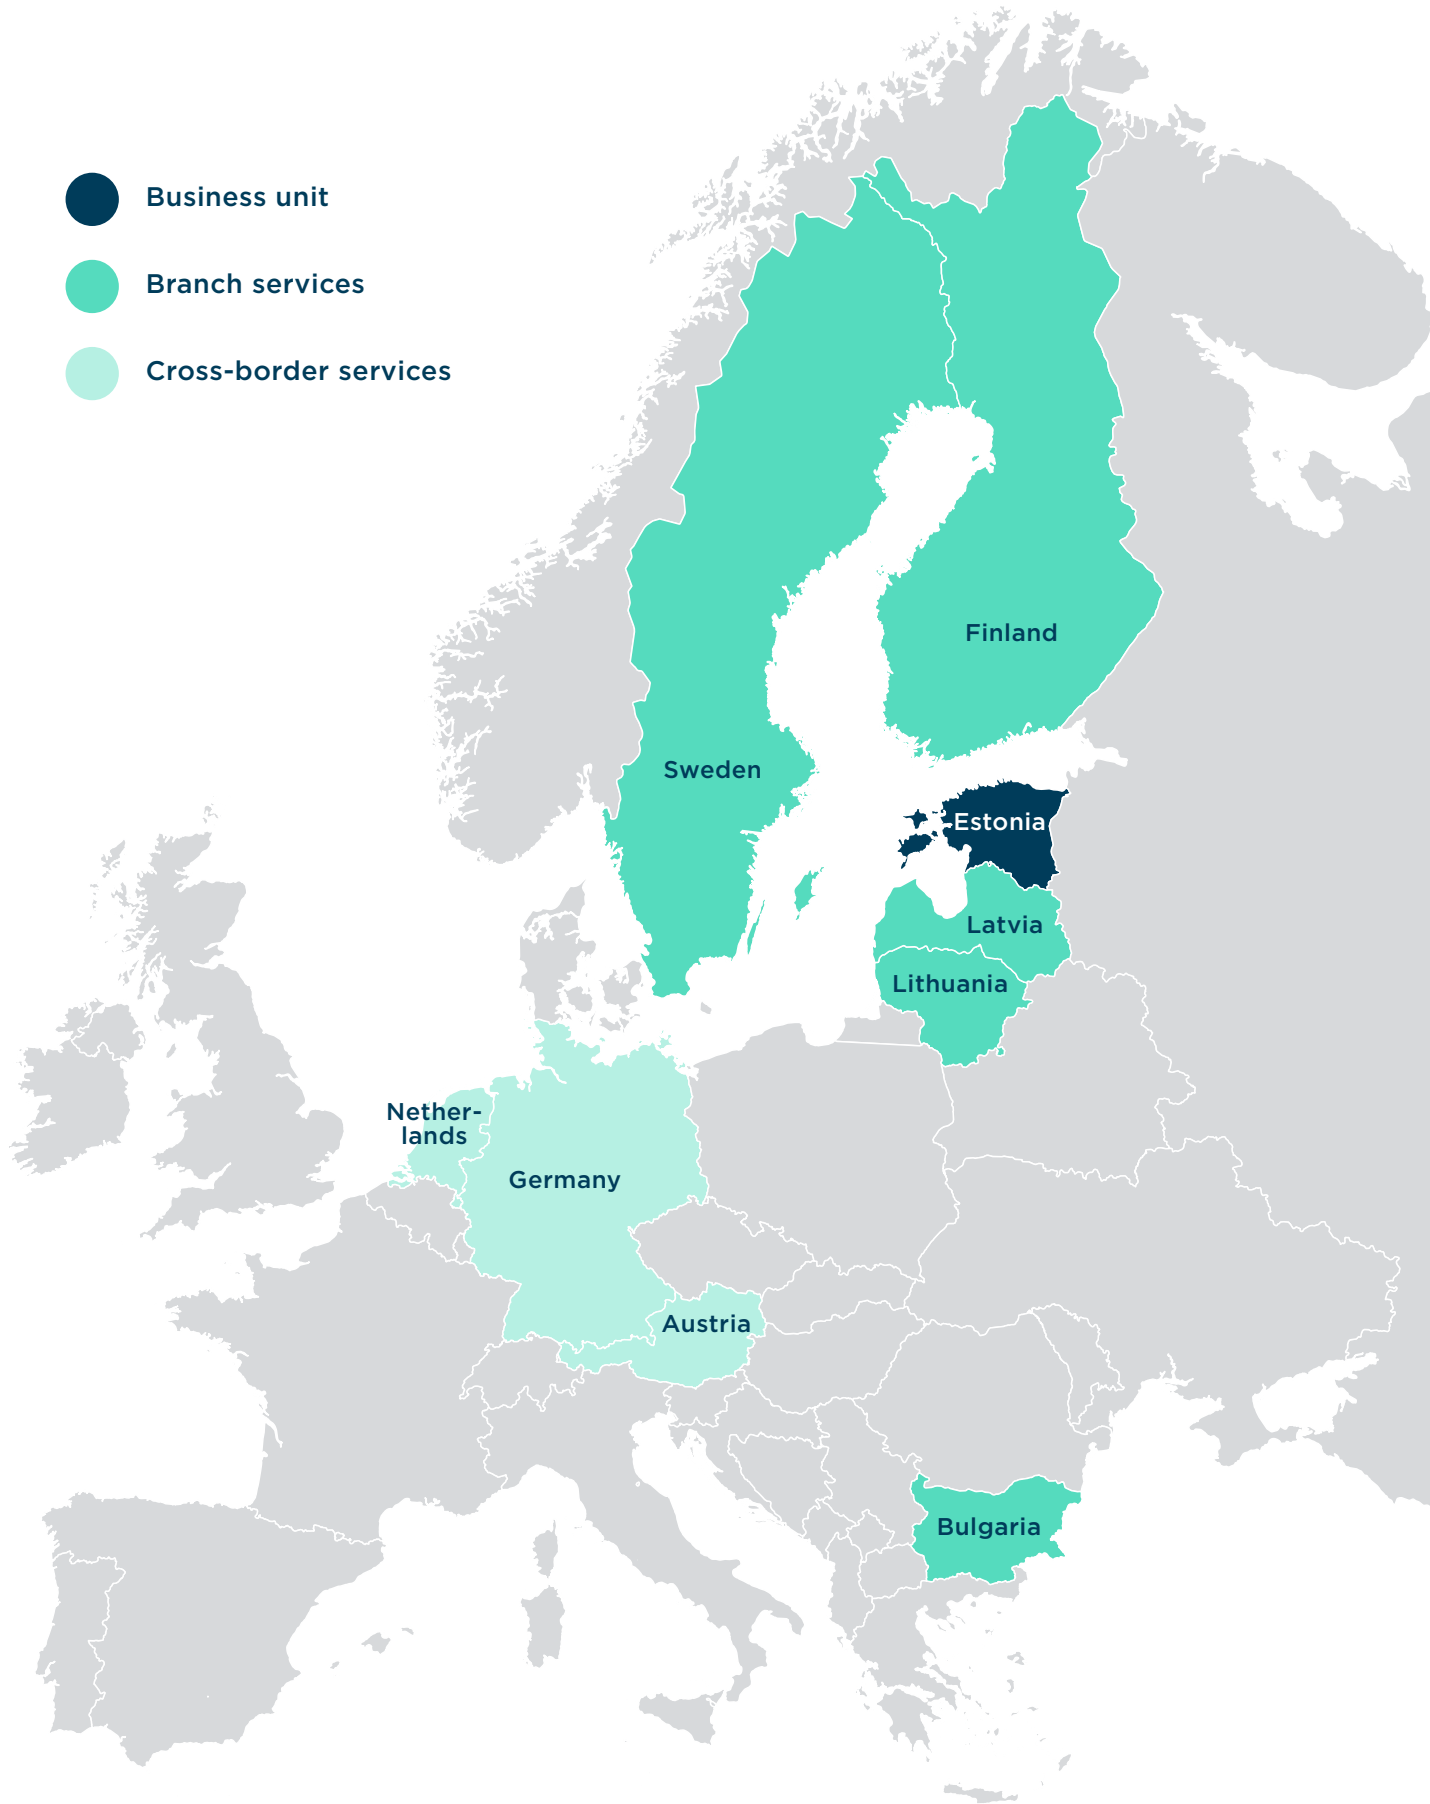 Business unit
Branch services
Cross-border services
Finland
Sweden
Estonia
Latvia
Lithuania
Nether-
lands
Germany
Austria
Bulgaria